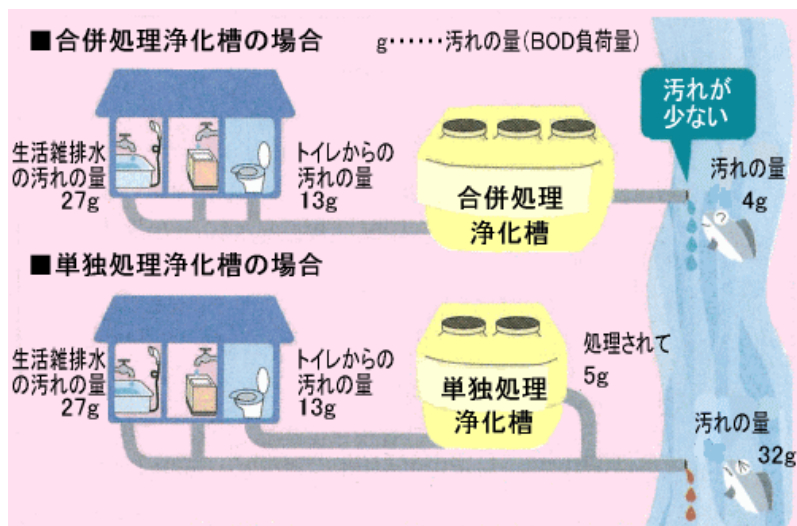 ■合併処理浄化槽の場合
g……汚れの量(BOD負荷量)
汚れが
少ない
生活雑排水
の汚れの量
27g
トイレからの
汚れの量
13g
合併処理
浄化槽
汚れの量
4g
■単独処理浄化槽の場合
生活雑排水
の汚れの量
27g
トイレからの
汚れの量
13g
単独処理
浄化槽
処理されて
5g
汚れの量
32g